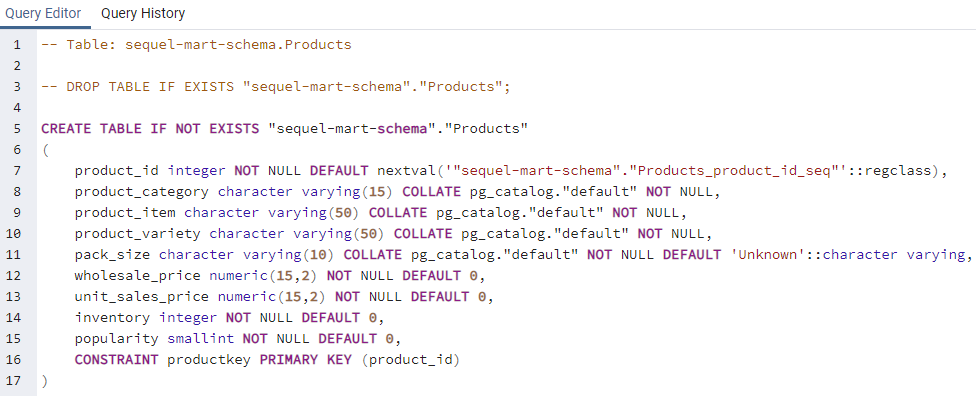 Query Editor Query History
1 -- Table: sequel-mart-schema.Products
2
3 -- DROP TABLE IF EXISTS "sequel-mart-schema"."Products";
4
5 CREATE TABLE IF NOT EXISTS "sequel-mart-schema"."Products"
6 (
7 product_id integer NOT NULL DEFAULT nextval('"sequel-mart-schema"."Products_product_id_seq"'::regclass),
8 product_category character varying(15) COLLATE pg_catalog."default" NOT NULL,
9 product_item character varying(50) COLLATE pg_catalog."default" NOT NULL,
10 product_variety character varying(50) COLLATE pg_catalog."default" NOT NULL,
11 pack_size character varying(10) COLLATE pg_catalog."default" NOT NULL DEFAULT 'Unknown'::character varying,
12 wholesale_price numeric(15,2) NOT NULL DEFAULT 0,
13 unit_sales_price numeric(15,2) NOT NULL DEFAULT 0,
14 inventory integer NOT NULL DEFAULT 0,
15 popularity smallint NOT NULL DEFAULT 0,
16 CONSTRAINT productkey PRIMARY KEY (product_id)
17 )